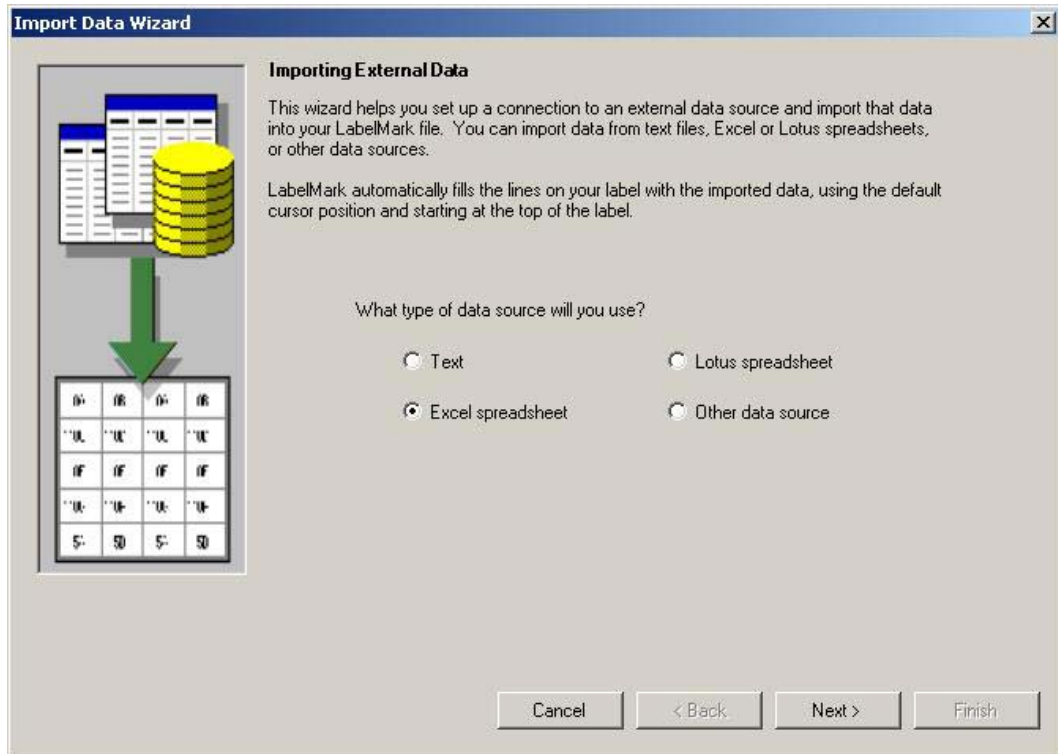 Import Data Wizard
Importing External Data
This wizard helps you set up a connection to an external data source and import that data
into your LabelMark file. You can import data from text files, Excel or Lotus spreadsheets,
or other data sources.
LabelMark automatically fills the lines on your label with the imported data, using the default
cursor position and starting at the top of the label.
What type of data source will you use?
Text
Lotus spreadsheet
Excel spreadsheet
Other data source
Cancel
< Back
Next >
Finish